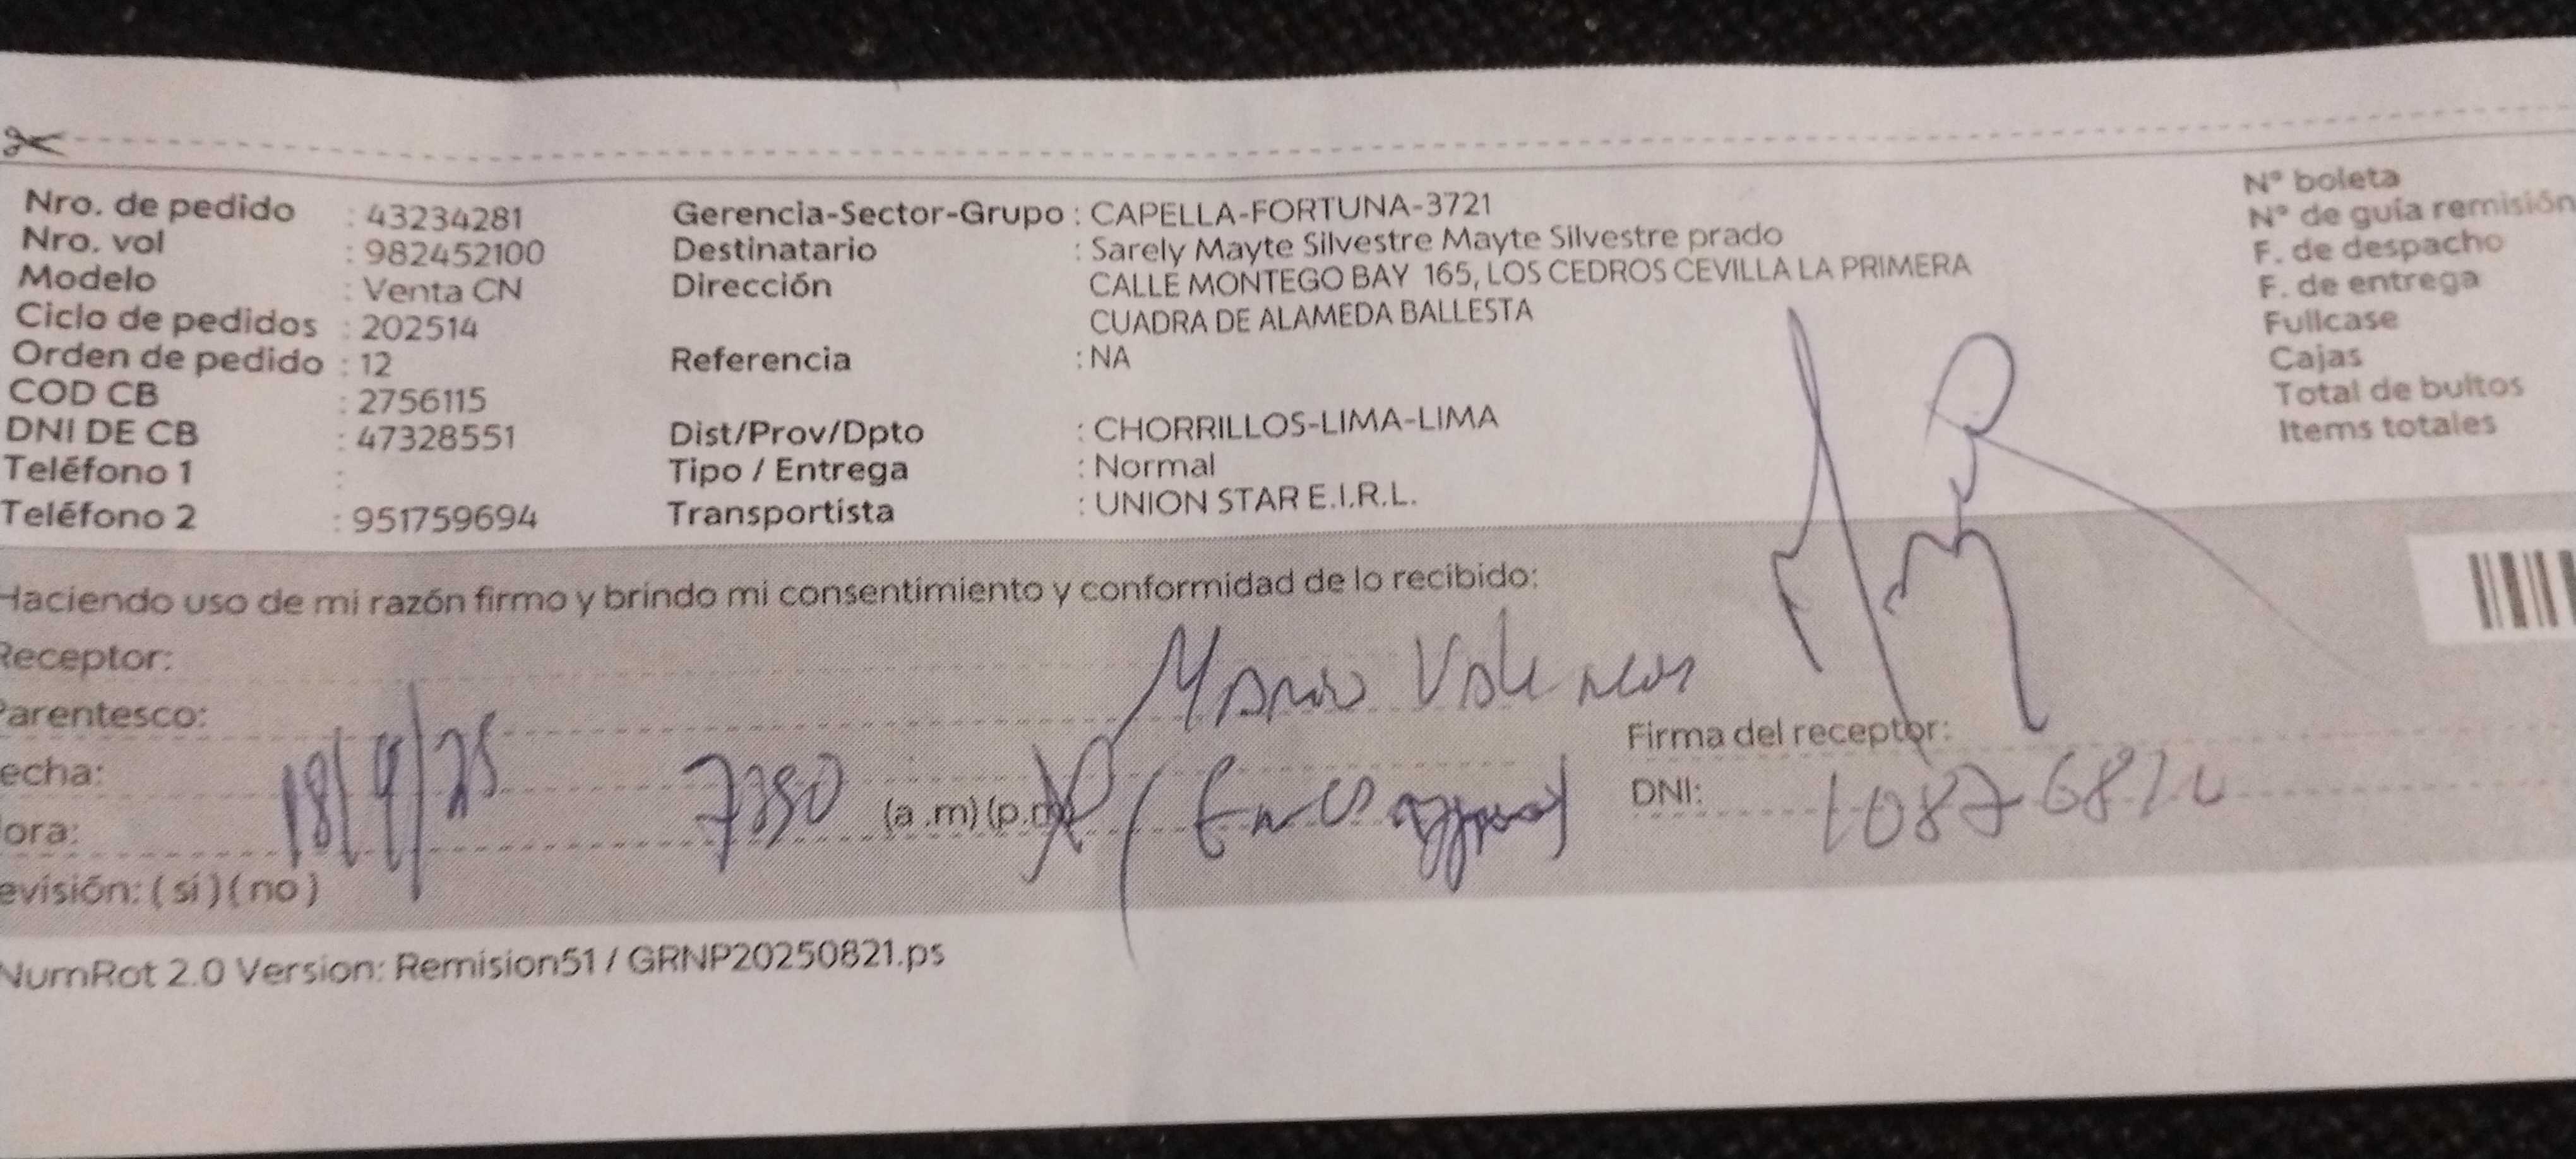 Nro. de pedido : 43234281
Nro. vol : 982452100
Modelo : Venta CN
Ciclo de pedidos : 202514
Orden de pedido : 12
COD CB : 2756115
DNI DE CB : 47328551
Teléfono 1 :
Teléfono 2 : 951759694
Gerencia-Sector-Grupo : CAPELLA-FORTUNA-3721
Destinatario : Sarely Mayte Silvestre Mayte Silvestre prado
Dirección CALLE MONTEGO BAY 165, LOS CEDROS CEVILLA LA PRIMERA
CUADRA DE ALAMEDA BALLESTA
Referencia : NA
Dist/Prov/Dpto : CHORRILLOS-LIMA-LIMA
Tipo / Entrega : Normal
Transportista : UNION STAR E.I.R.L.
N° boleta
N° de guía remisión
F. de despacho
F. de entrega
Fullcase
Cajas
Total de bultos
Items totales
Haciendo uso de mi razón firmo y brindo mi consentimiento y conformidad de lo recibido:
Receptor:
Parentesco:
echa: 18/9/25
ora: (a .m) (p.m)
evisión: ( sí ) ( no )
Mario
Firma del receptor:
DNI:
NumRot 2.0 Version: Remision51 / GRNP20250821.ps